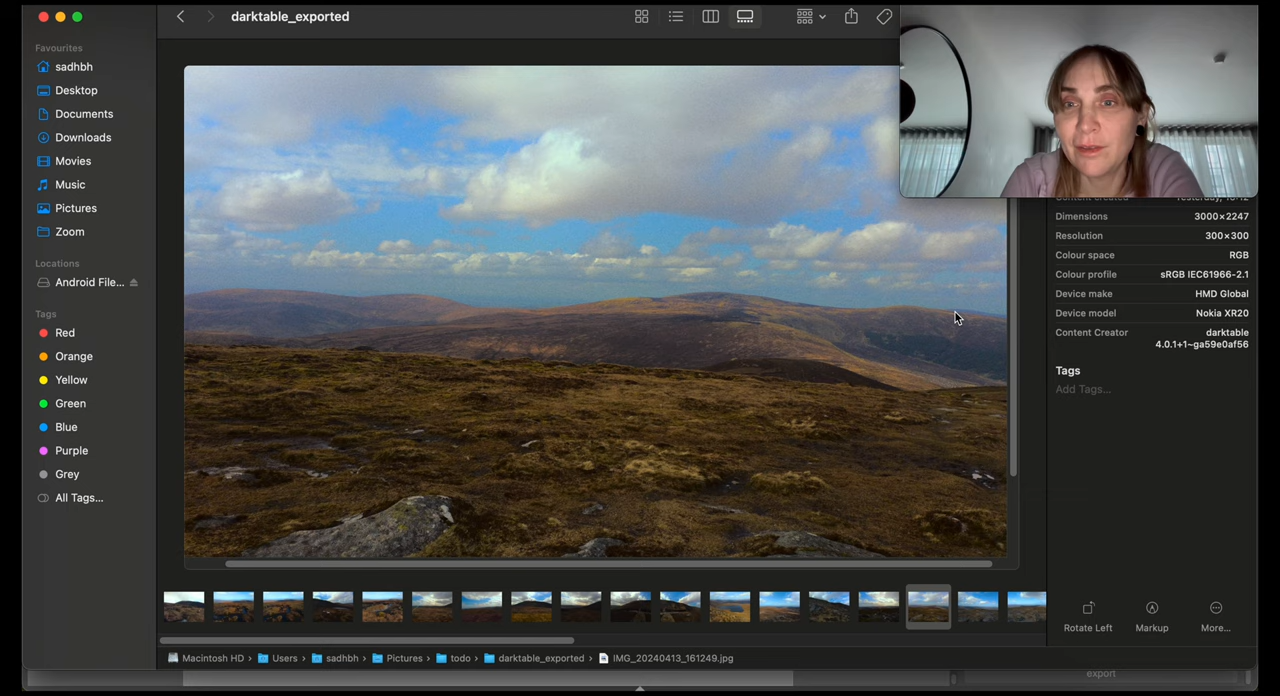 darktable_exported
Favourites
sadhbh
Desktop
Documents
Downloads
Movies
Music
Pictures
Zoom
Locations
Android File...
Tags
Red
Orange
Yellow
Green
Blue
Purple
Grey
All Tags...
Dimensions 3000×2247
Resolution 300×300
Colour space RGB
Colour profile sRGB IEC61966-2.1
Device make HMD Global
Device model Nokia XR20
Content Creator darktable
4.0.1+1~ga59e0af56
Tags
Add Tags...
Rotate Left Markup More...
Macintosh HD › Users › sadhbh › Pictures › todo › darktable_exported › IMG_20240413_161249.jpg
export